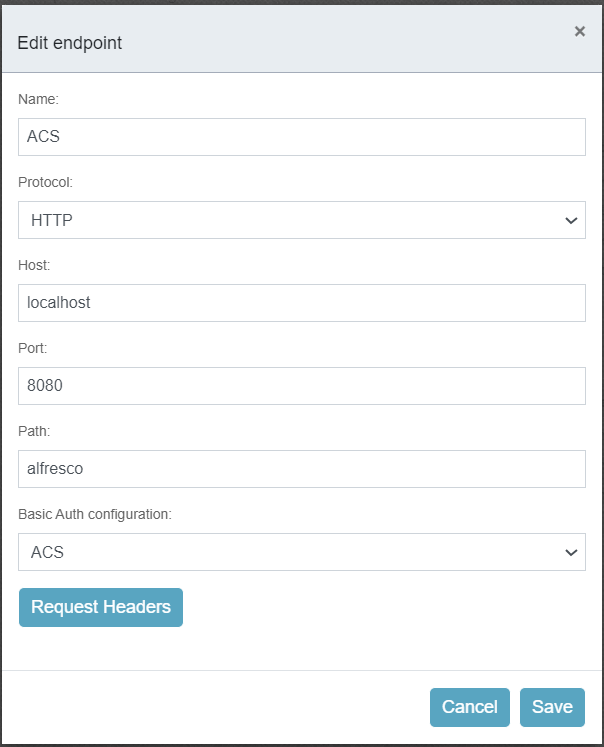 Edit endpoint
×
Name:
ACS
Protocol:
HTTP
Host:
localhost
Port:
8080
Path:
alfresco
Basic Auth configuration:
ACS
Request Headers
Cancel Save